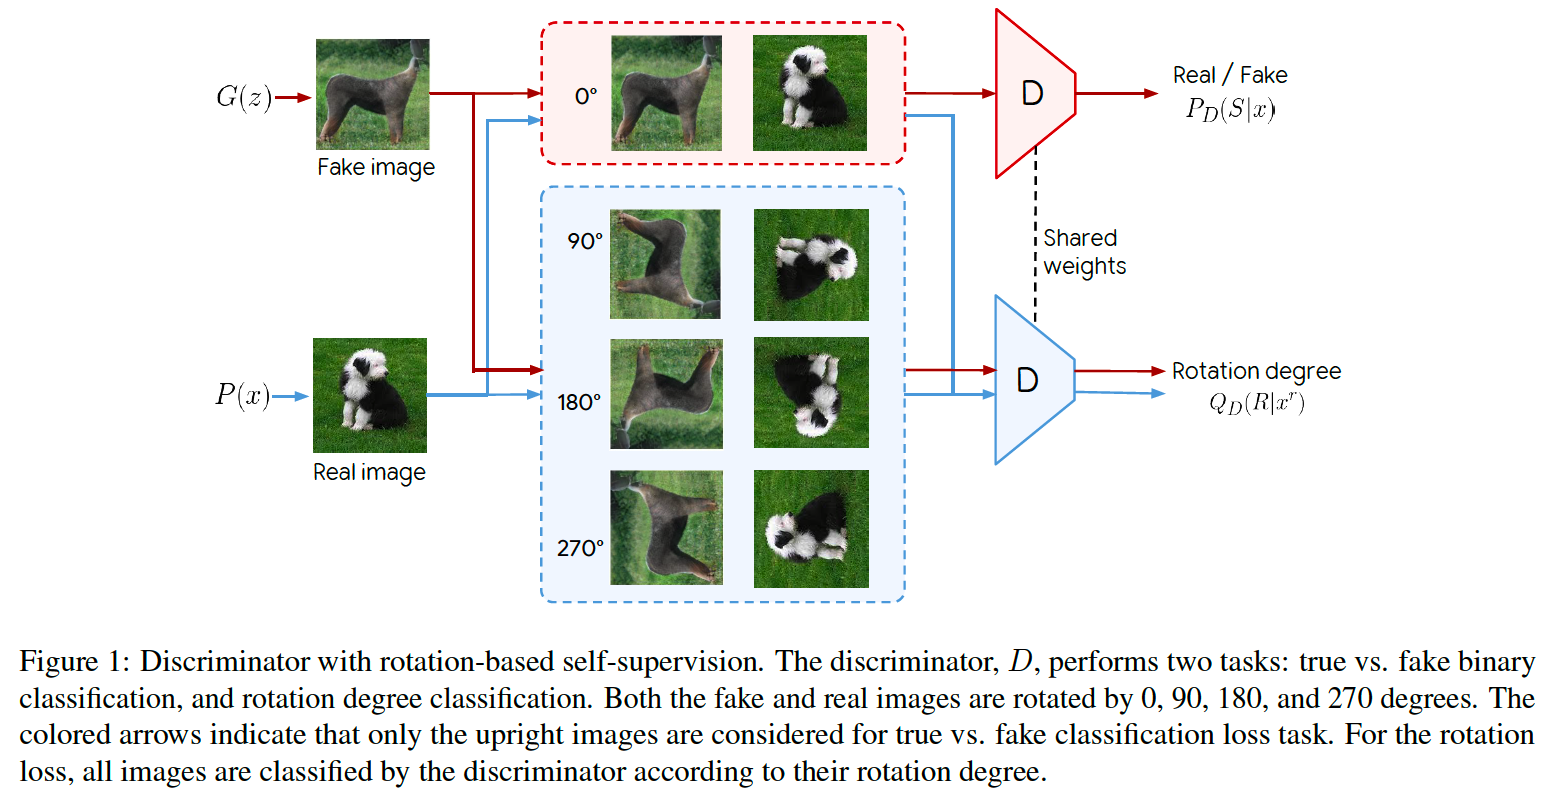 G(z)
Fake image
0°
D
Real / Fake
P_D(S|x)
90°
Shared
weights
P(x)
Real image
180°
D
Rotation degree
Q_D(R|x^r)
270°
Figure 1: Discriminator with rotation-based self-supervision. The discriminator, D, performs two tasks: true vs. fake binary
classification, and rotation degree classification. Both the fake and real images are rotated by 0, 90, 180, and 270 degrees. The
colored arrows indicate that only the upright images are considered for true vs. fake classification loss task. For the rotation
loss, all images are classified by the discriminator according to their rotation degree.